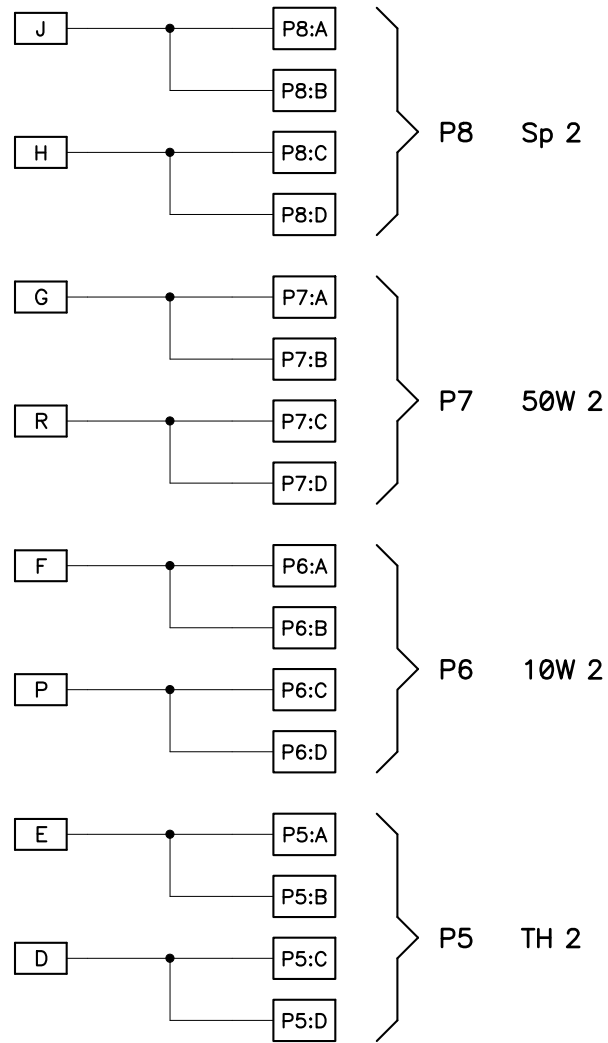 J P8:A
P8:B
P8 Sp 2
H P8:C
P8:D
G P7:A
P7:B
P7 50W 2
R P7:C
P7:D
F P6:A
P6:B
P6 10W 2
P P6:C
P6:D
E P5:A
P5:B
P5 TH 2
D P5:C
P5:D